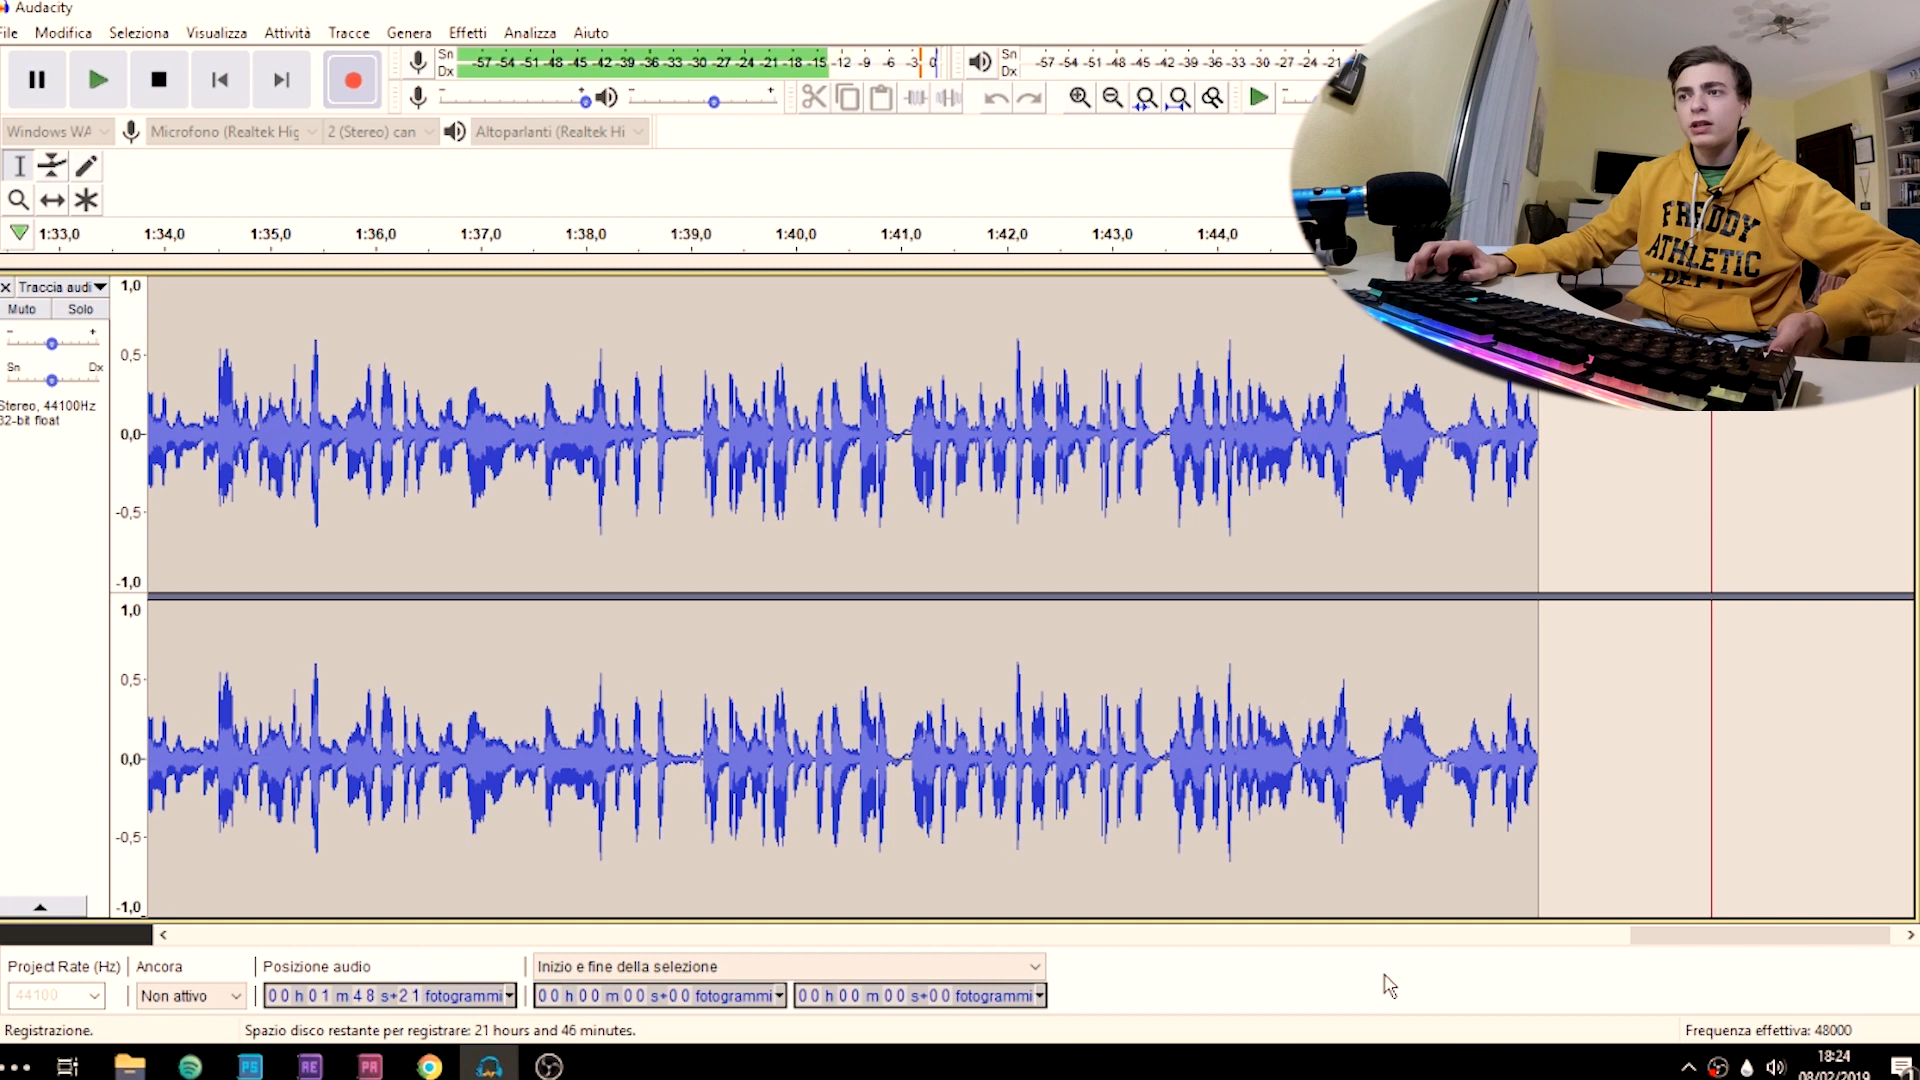 Audacity
File Modifica Seleziona Visualizza Attività Tracce Genera Effetti Analizza Aiuto
Sn
Dx
-57 -54 -51 -48 -45 -42 -39 -36 -33 -30 -27 -24 -21 -18 -15 -12 -9 -6 -3 0
Sn
Dx
-57 -54 -51 -48 -45 -42 -39 -36 -33 -30 -27 -24 -21
- +
- +
Windows WA
Microfono (Realtek Hig
2 (Stereo) can
Altoparlanti (Realtek Hi
1:33,0 1:34,0 1:35,0 1:36,0 1:37,0 1:38,0 1:39,0 1:40,0 1:41,0 1:42,0 1:43,0 1:44,0
FREDDY
ATHLETIC
DEPT
Traccia audi
Muto Solo
- +
Sn Dx
Stereo, 44100Hz
32-bit float
1,0
0,5
0,0
-0,5
-1,0
1,0
0,5
0,0
-0,5
-1,0
Project Rate (Hz) Ancora Posizione audio Inizio e fine della selezione
44100 Non attivo 00 h 01 m 48 s+21 fotogrammi 00 h 00 m 00 s+00 fotogrammi 00 h 00 m 00 s+00 fotogrammi
Registrazione. Spazio disco restante per registrare: 21 hours and 46 minutes. Frequenza effettiva: 48000
PS AE PR
18:24
08/02/2019
1